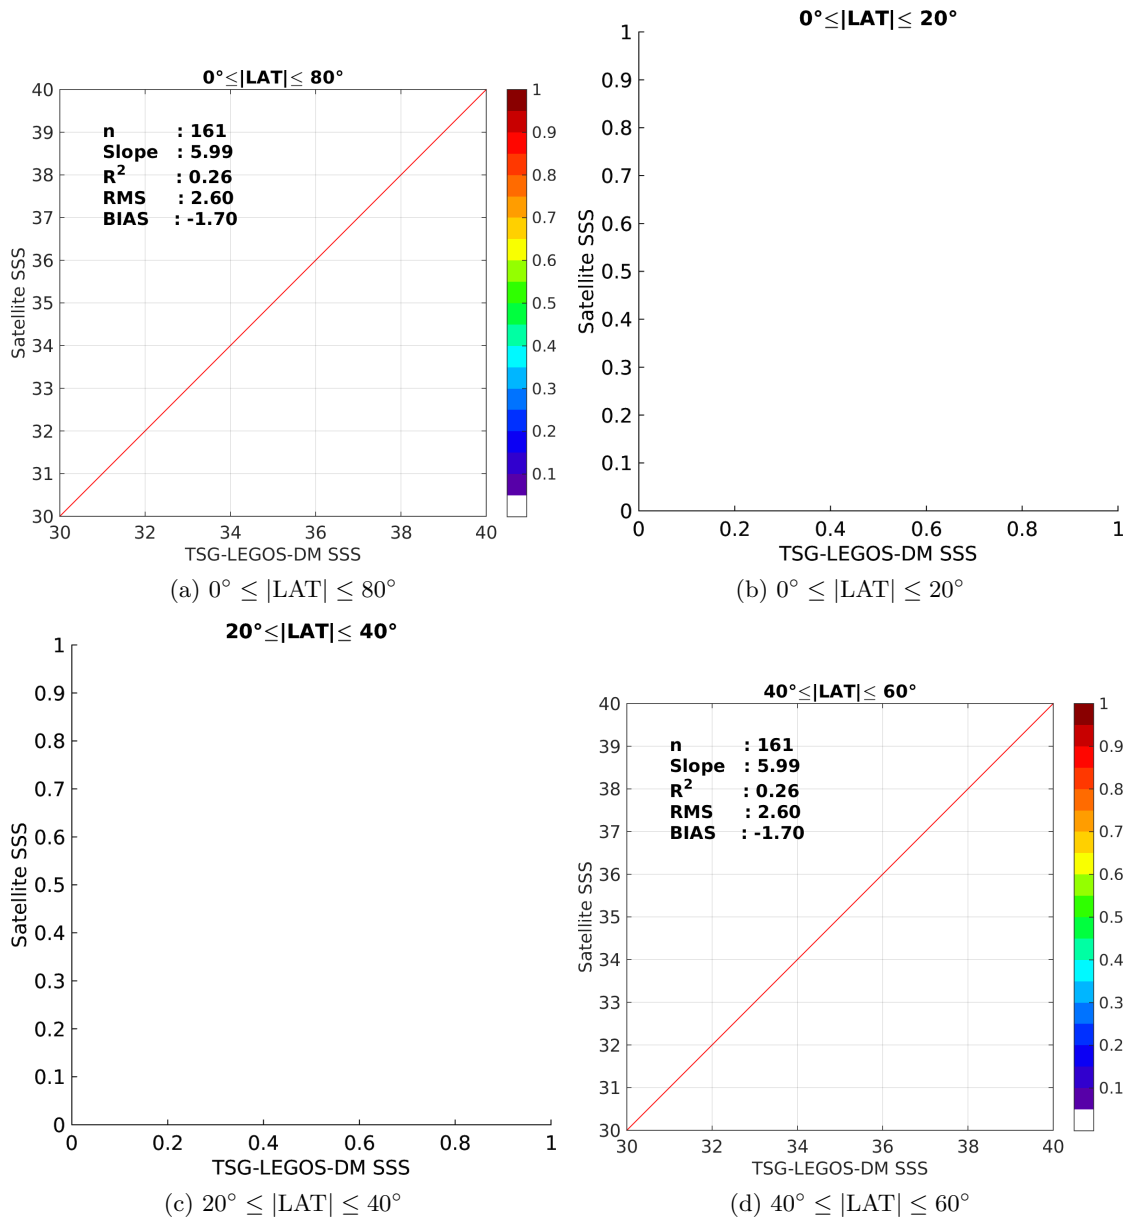 0°≤|LAT|≤ 80°
n : 161
Slope : 5.99
R² : 0.26
RMS : 2.60
BIAS : -1.70
Satellite SSS
40
39
38
37
36
35
34
33
32
31
30
30 32 34 36 38 40
TSG-LEGOS-DM SSS
1
0.9
0.8
0.7
0.6
0.5
0.4
0.3
0.2
0.1
(a) 0° ≤ |LAT| ≤ 80°
0°≤|LAT|≤ 20°
Satellite SSS
1
0.9
0.8
0.7
0.6
0.5
0.4
0.3
0.2
0.1
0
0 0.2 0.4 0.6 0.8 1
TSG-LEGOS-DM SSS
(b) 0° ≤ |LAT| ≤ 20°
20°≤|LAT|≤ 40°
Satellite SSS
1
0.9
0.8
0.7
0.6
0.5
0.4
0.3
0.2
0.1
0
0 0.2 0.4 0.6 0.8 1
TSG-LEGOS-DM SSS
(c) 20° ≤ |LAT| ≤ 40°
40°≤|LAT|≤ 60°
n : 161
Slope : 5.99
R² : 0.26
RMS : 2.60
BIAS : -1.70
Satellite SSS
40
39
38
37
36
35
34
33
32
31
30
30 32 34 36 38 40
TSG-LEGOS-DM SSS
1
0.9
0.8
0.7
0.6
0.5
0.4
0.3
0.2
0.1
(d) 40° ≤ |LAT| ≤ 60°